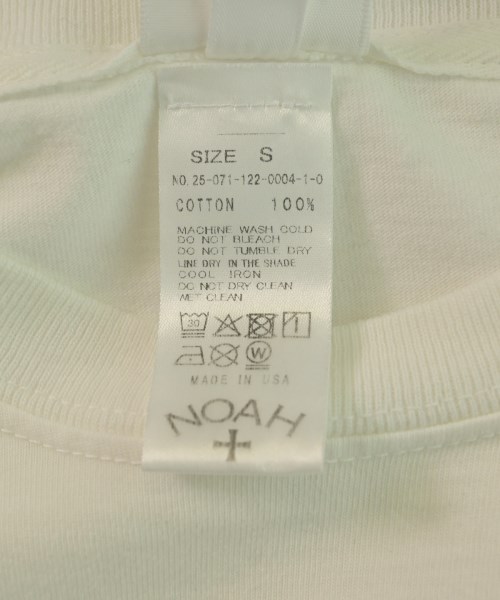 SIZE S
NO.25-071-122-0004-1-0
COTTON 100%
MACHINE WASH COLD
DO NOT BLEACH
DO NOT TUMBLE DRY
LINE DRY IN THE SHADE
COOL IRON
DO NOT DRY CLEAN
WET CLEAN
30
W
MADE IN USA
NOAH